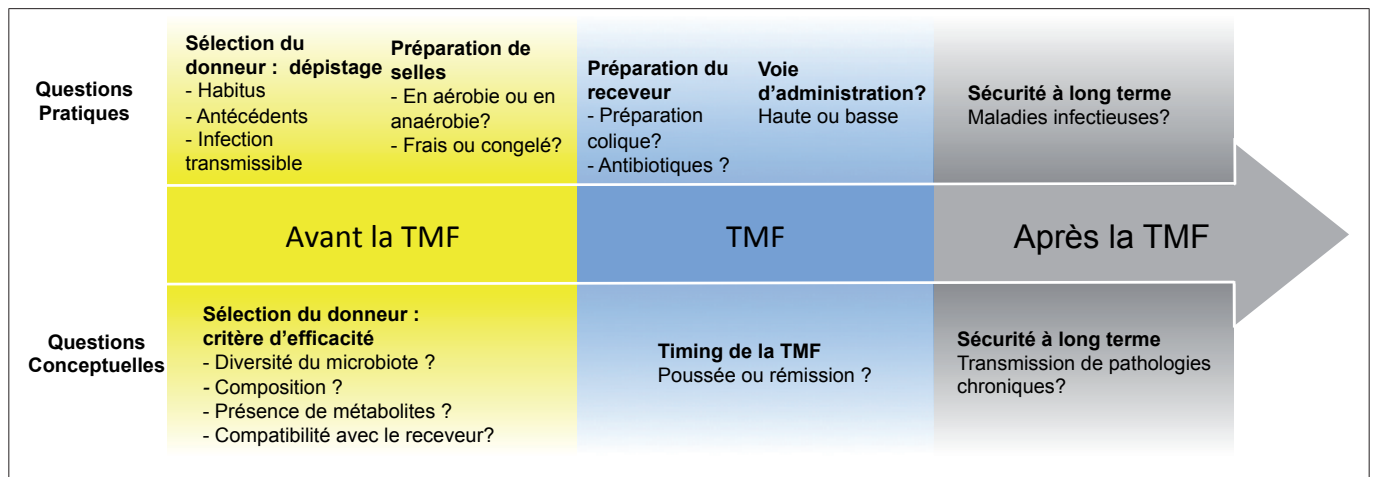 Questions
Pratiques
Sélection du
donneur : dépistage
- Habitus
- Antécédents
- Infection
transmissible
Préparation de
selles
- En aérobie ou en
anaérobie?
- Frais ou congelé?
Préparation du
receveur
- Préparation
colique?
- Antibiotiques ?
Voie
d’administration?
Haute ou basse
Sécurité à long terme
Maladies infectieuses?
Avant la TMF
TMF
Après la TMF
Questions
Conceptuelles
Sélection du donneur :
critère d’efficacité
- Diversité du microbiote ?
- Composition ?
- Présence de métabolites ?
- Compatibilité avec le receveur?
Timing de la TMF
Poussée ou rémission ?
Sécurité à long terme
Transmission de pathologies
chroniques?